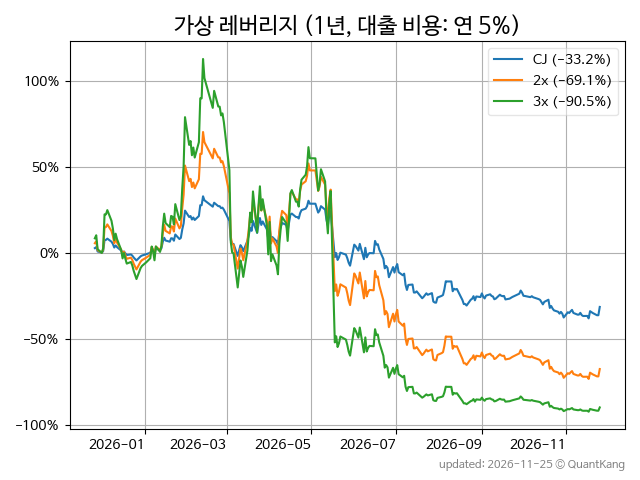 가상 레버리지 (1년, 대출 비용: 연 5%)
CJ (−33.2%)
2x (−69.1%)
3x (−90.5%)
100%
50%
0%
−50%
−100%
2026-01 2026-03 2026-05 2026-07 2026-09 2026-11
updated: 2026-11-25 © QuantKang